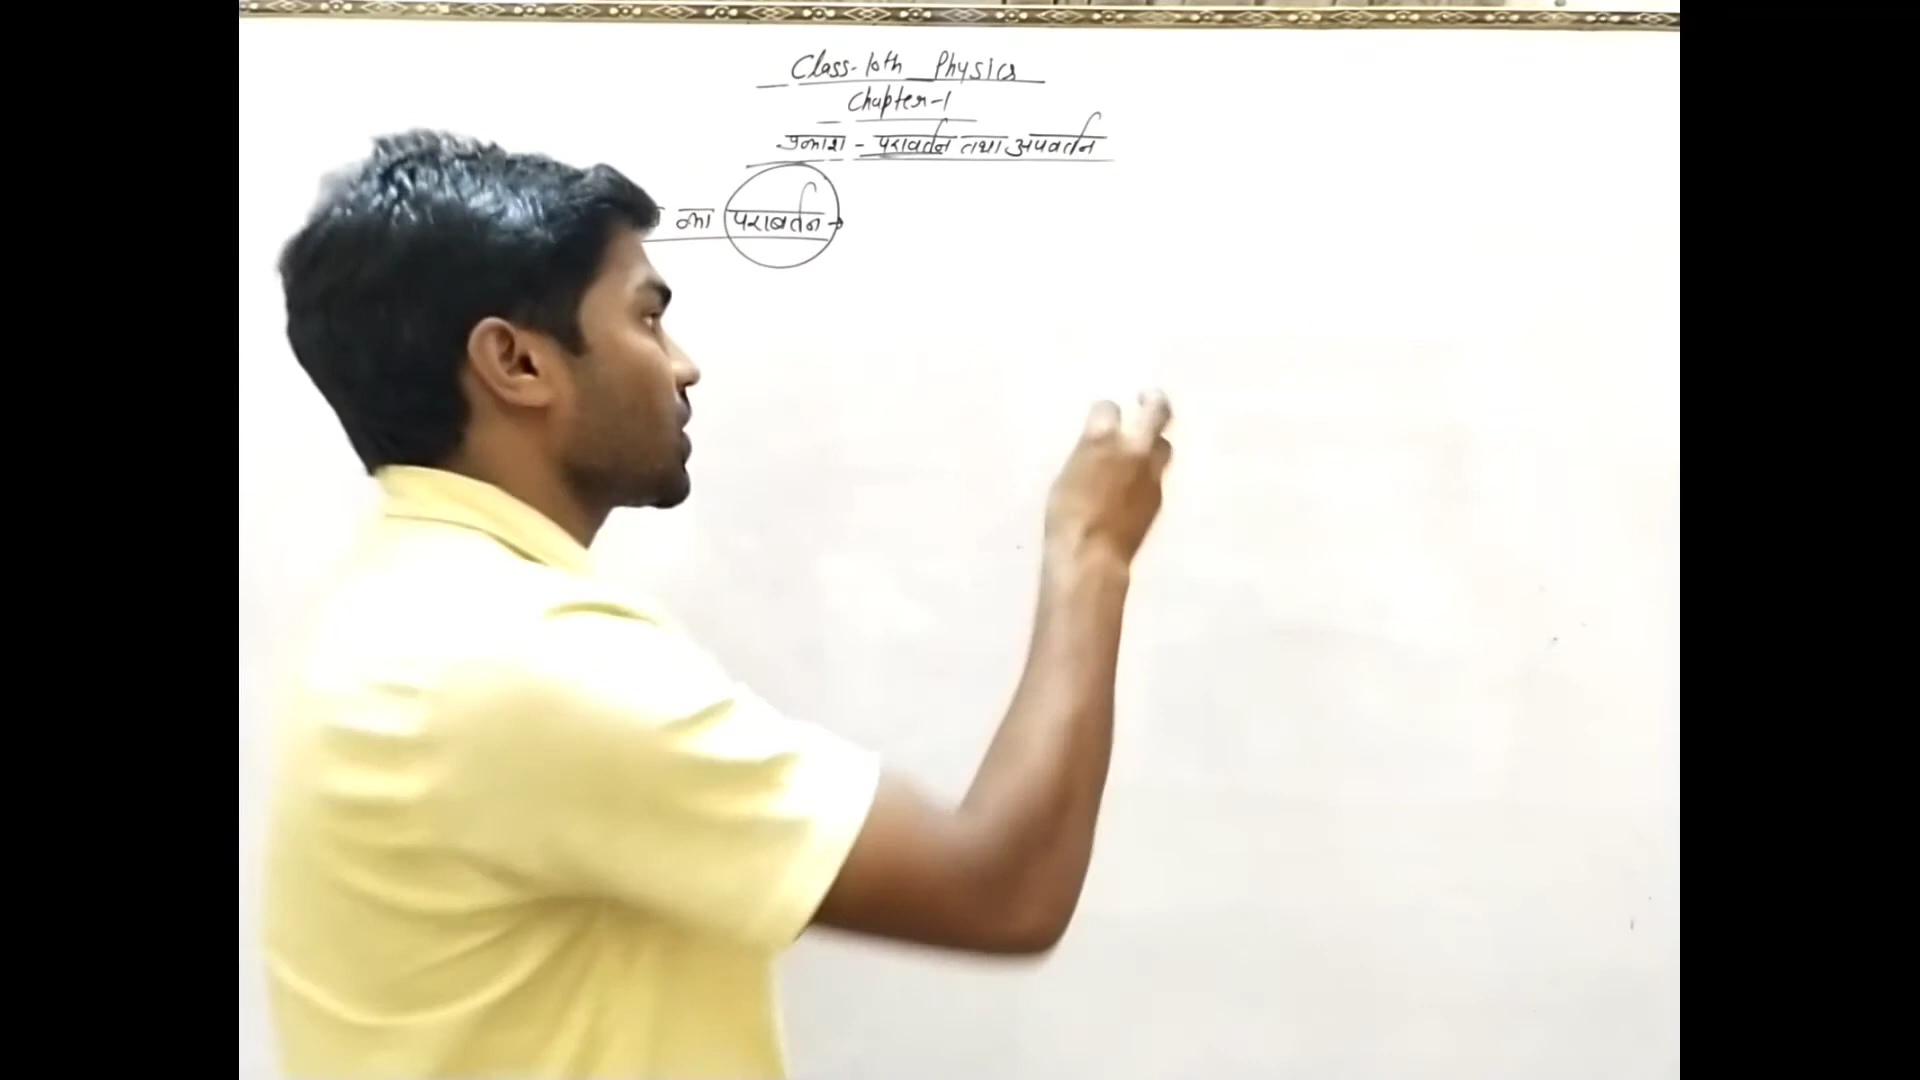 Class-10th Physics
Chapter-1
प्रकाश - परावर्तन तथा अपवर्तन
का परावर्तन →